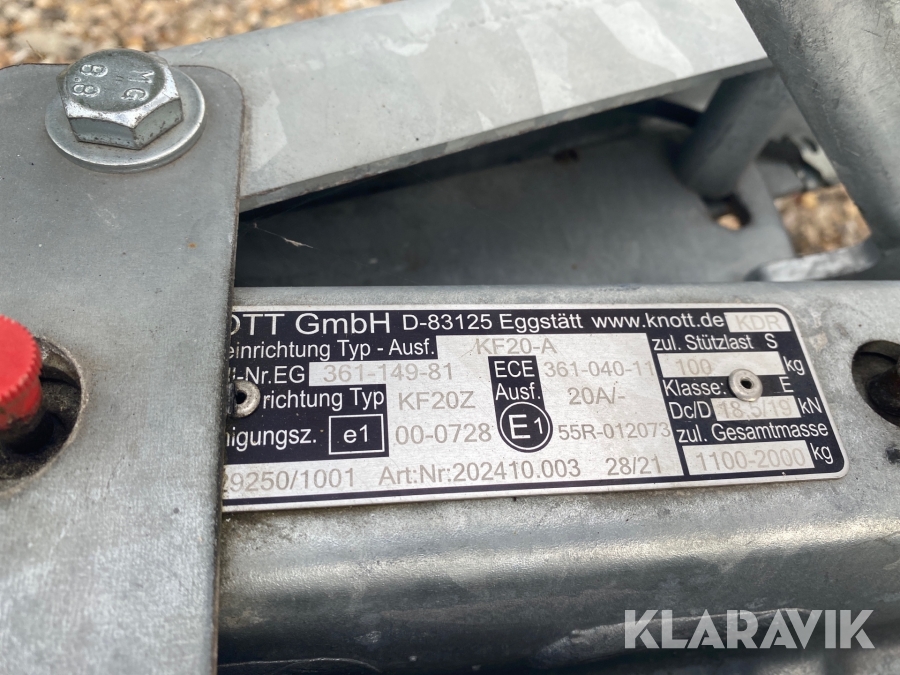 MG
8.8
OTT GmbH D-83125 Eggstätt www.knott.de KDR
einrichtung Typ - Ausf. KF20-A
zul. Stützlast S
i-Nr.EG 361-149-81 ECE 361-040-11
100 kg
richtung Typ KF20Z Ausf. 20A/-
Klasse: E
Dc/D 18.5/19 kN
nigungsz. e1 00-0728 E1 55R-012073
zul. Gesamtmasse
29250/1001 Art:Nr:202410.003 28/21
1100-2000 kg
KLARAVIK